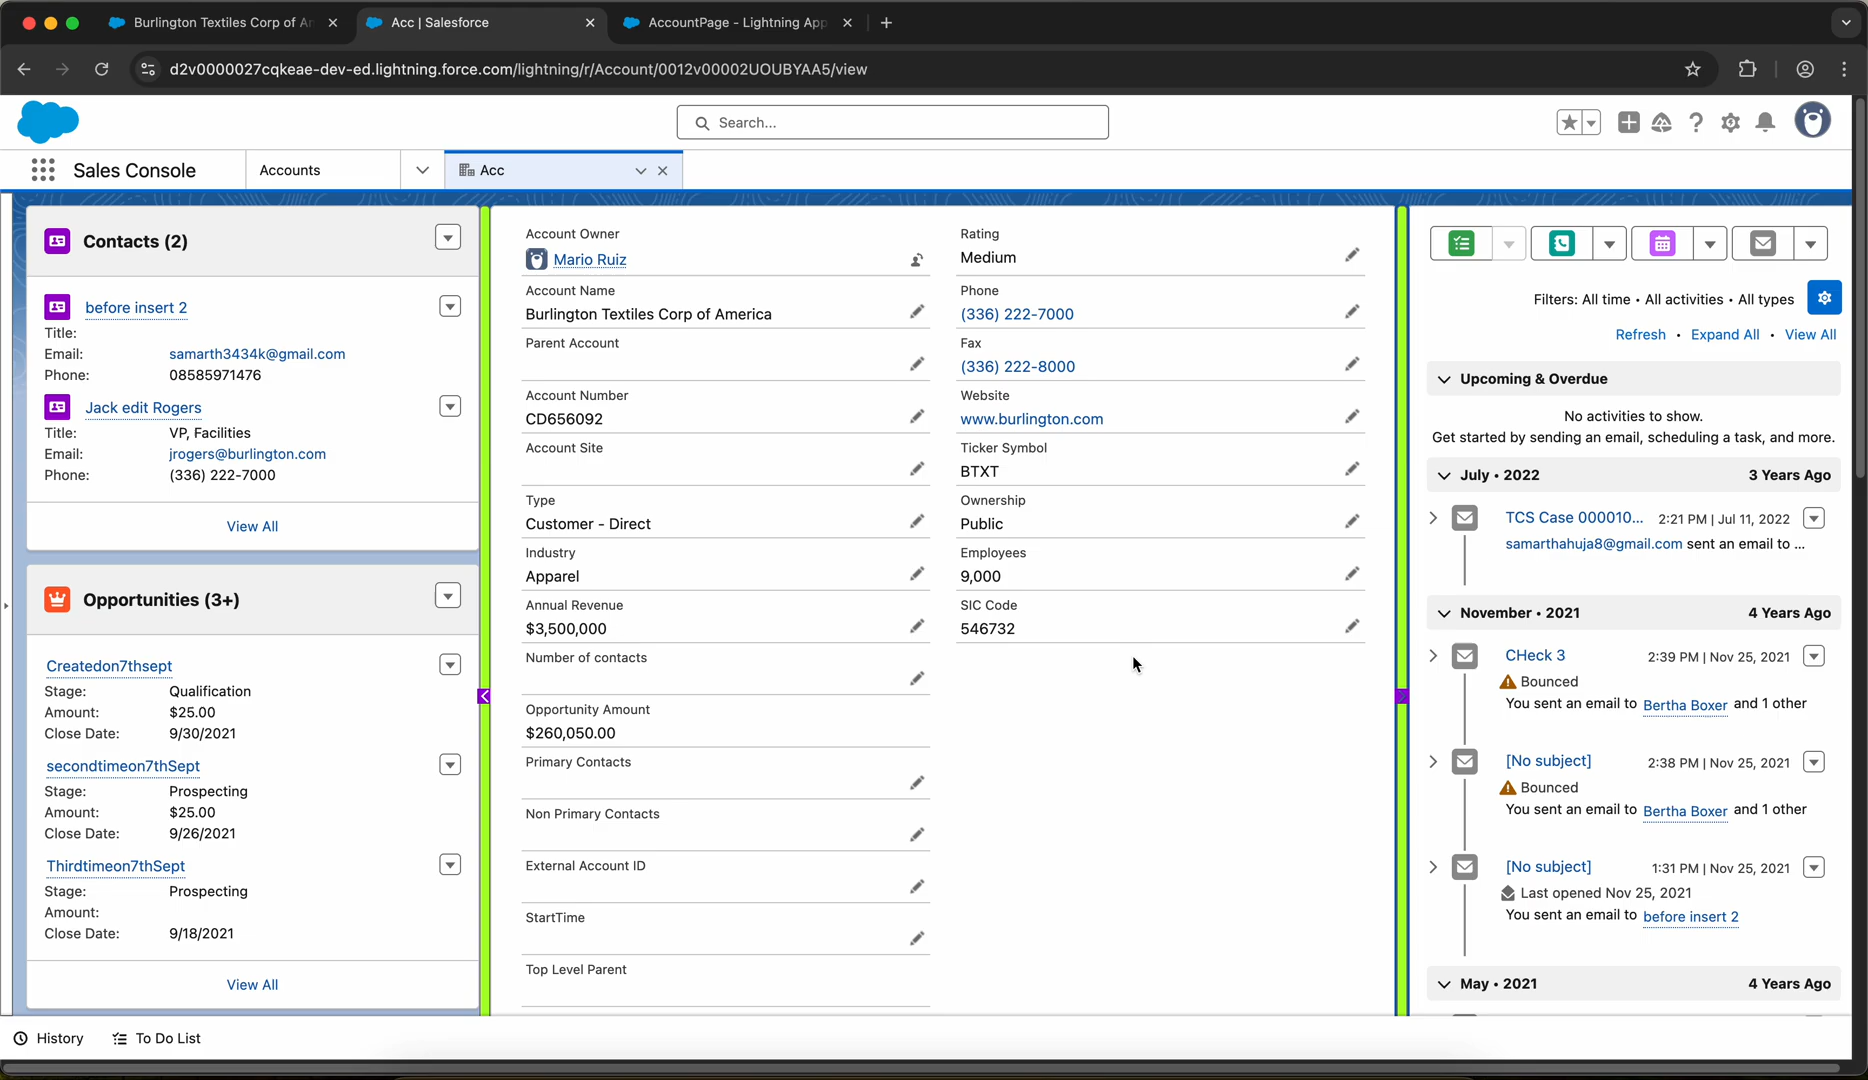 Burlington Textiles Corp of Am
Acc | Salesforce
AccountPage - Lightning App
d2v0000027cqkeae-dev-ed.lightning.force.com/lightning/r/Account/0012v00002UOUBYAA5/view
Search...
Sales Console
Accounts
Acc
Contacts (2)
before insert 2
Title:
Email: samarth3434k@gmail.com
Phone: 08585971476
Jack edit Rogers
Title: VP, Facilities
Email: jrogers@burlington.com
Phone: (336) 222-7000
View All
Opportunities (3+)
Createdon7thsept
Stage: Qualification
Amount: $25.00
Close Date: 9/30/2021
secondtimeon7thSept
Stage: Prospecting
Amount: $25.00
Close Date: 9/26/2021
Thirdtimeon7thSept
Stage: Prospecting
Amount:
Close Date: 9/18/2021
View All
Account Owner
Mario Ruiz
Account Name
Burlington Textiles Corp of America
Parent Account
Account Number
CD656092
Account Site
Type
Customer - Direct
Industry
Apparel
Annual Revenue
$3,500,000
Number of contacts
Opportunity Amount
$260,050.00
Primary Contacts
Non Primary Contacts
External Account ID
StartTime
Top Level Parent
Rating
Medium
Phone
(336) 222-7000
Fax
(336) 222-8000
Website
www.burlington.com
Ticker Symbol
BTXT
Ownership
Public
Employees
9,000
SIC Code
546732
Filters: All time • All activities • All types
Refresh • Expand All • View All
Upcoming & Overdue
No activities to show.
Get started by sending an email, scheduling a task, and more.
July • 2022 3 Years Ago
TCS Case 000010... 2:21 PM | Jul 11, 2022
samarthahuja8@gmail.com sent an email to ...
November • 2021 4 Years Ago
CHeck 3 2:39 PM | Nov 25, 2021
Bounced
You sent an email to Bertha Boxer and 1 other
[No subject] 2:38 PM | Nov 25, 2021
Bounced
You sent an email to Bertha Boxer and 1 other
[No subject] 1:31 PM | Nov 25, 2021
Last opened Nov 25, 2021
You sent an email to before insert 2
May • 2021 4 Years Ago
History
To Do List